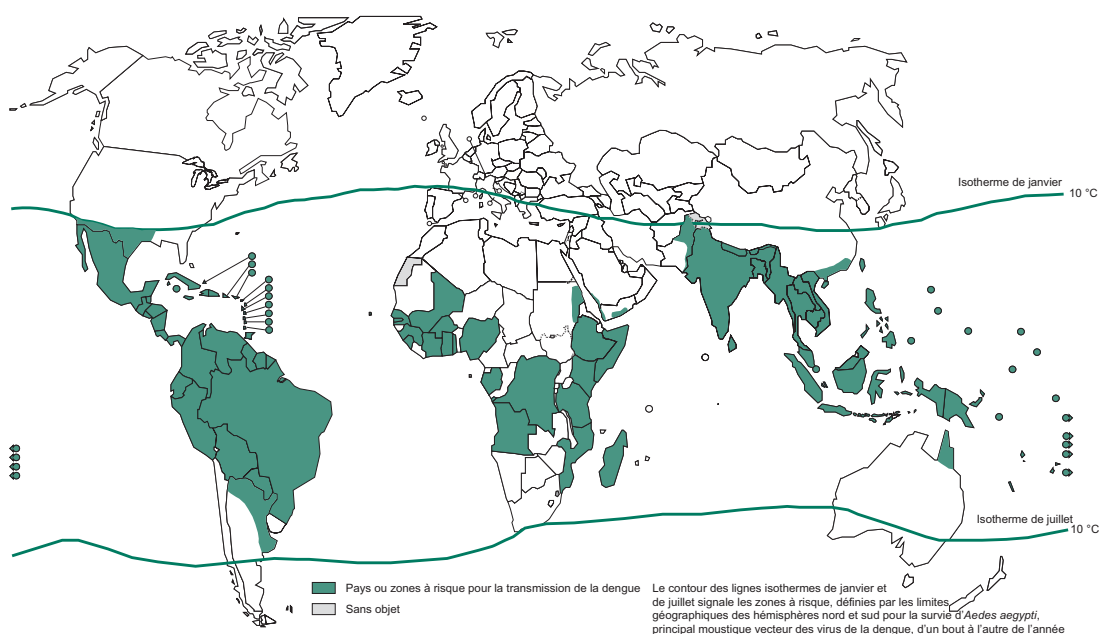 Isotherme de janvier
10 °C
Isotherme de juillet
10 °C
Pays ou zones à risque pour la transmission de la dengue
Sans objet
Le contour des lignes isothermes de janvier et
de juillet signale les zones à risque, définies par les limites
géographiques des hémisphères nord et sud pour la survie d'Aedes aegypti,
principal moustique vecteur des virus de la dengue, d'un bout à l'autre de l'année